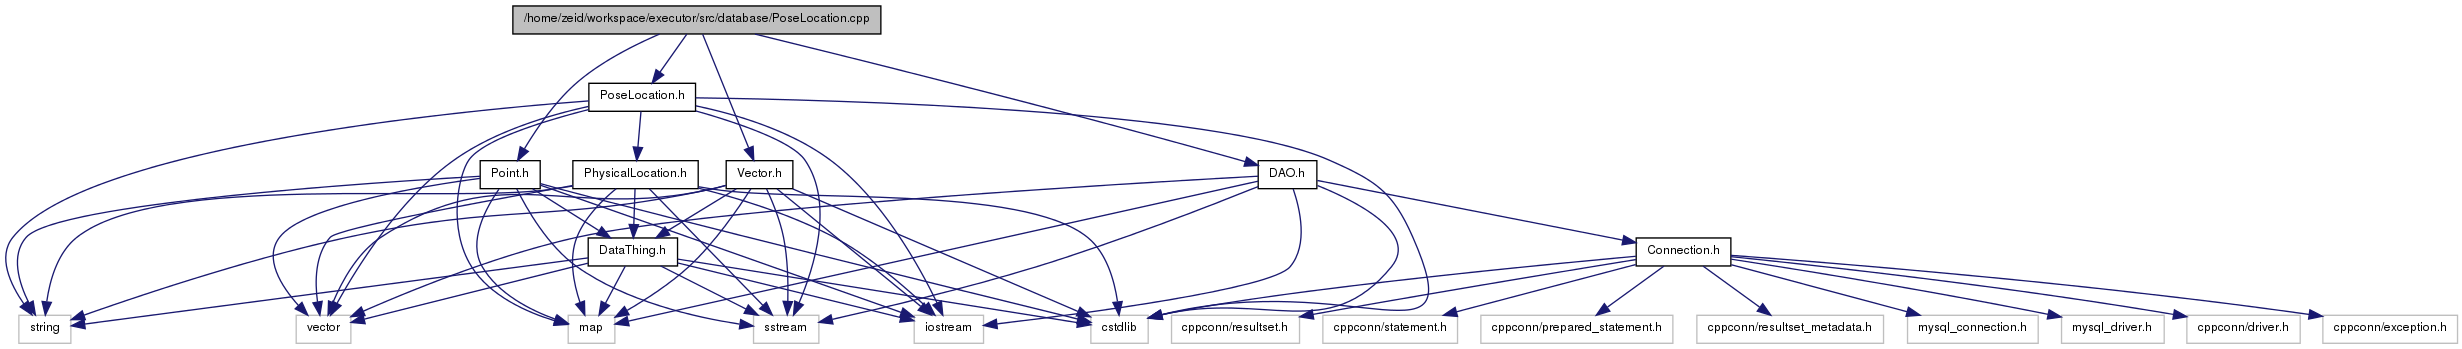 /home/zeid/workspace/executor/src/database/PoseLocation.cpp
PoseLocation.h
Point.h
PhysicalLocation.h
Vector.h
DAO.h
DataThing.h
Connection.h
string
vector
map
sstream
iostream
cstdlib
cppconn/resultset.h
cppconn/statement.h
cppconn/prepared_statement.h
cppconn/resultset_metadata.h
mysql_connection.h
mysql_driver.h
cppconn/driver.h
cppconn/exception.h